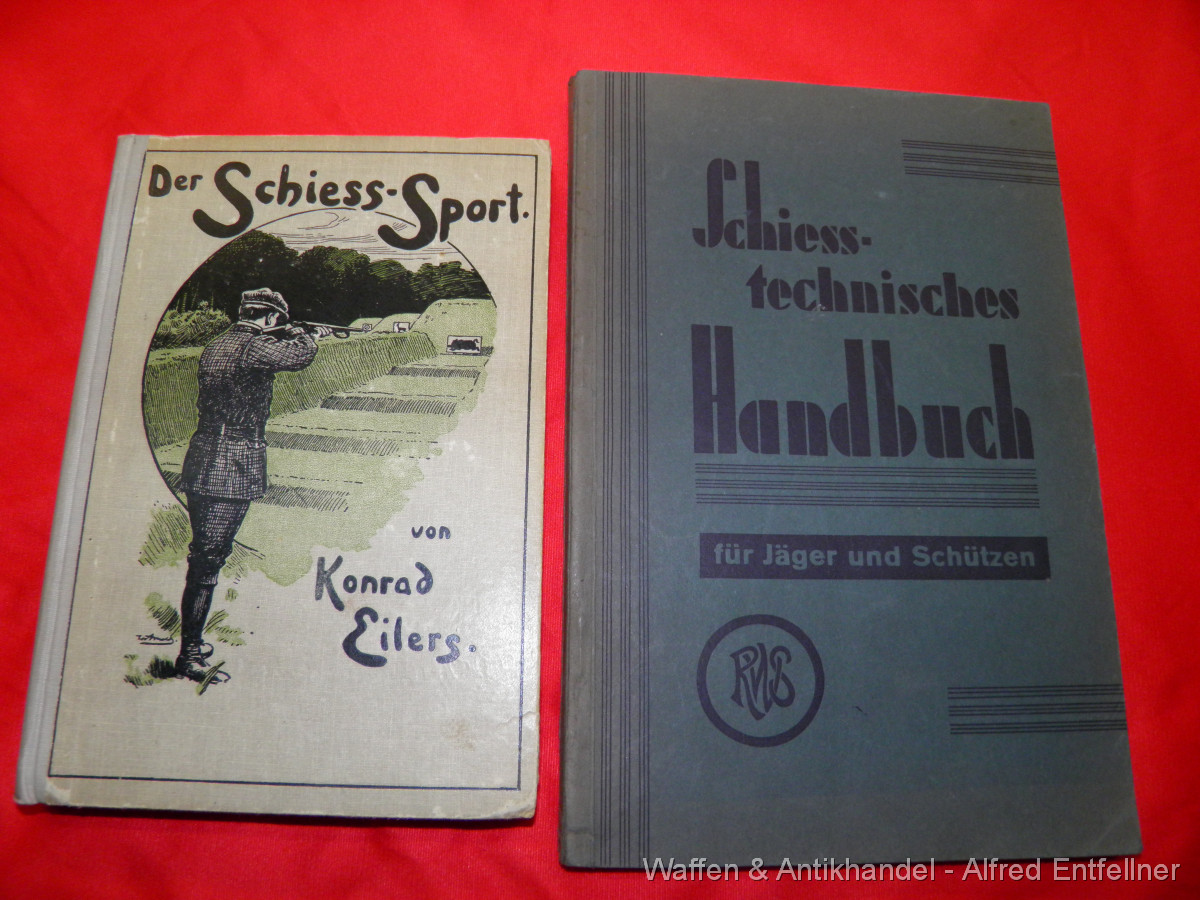 Der Schiess-Sport.
von
Konrad
Eilers.
Schiess-
technisches
Handbuch
für Jäger und Schützen
RWS
Waffen & Antikhandel - Alfred Entfellner